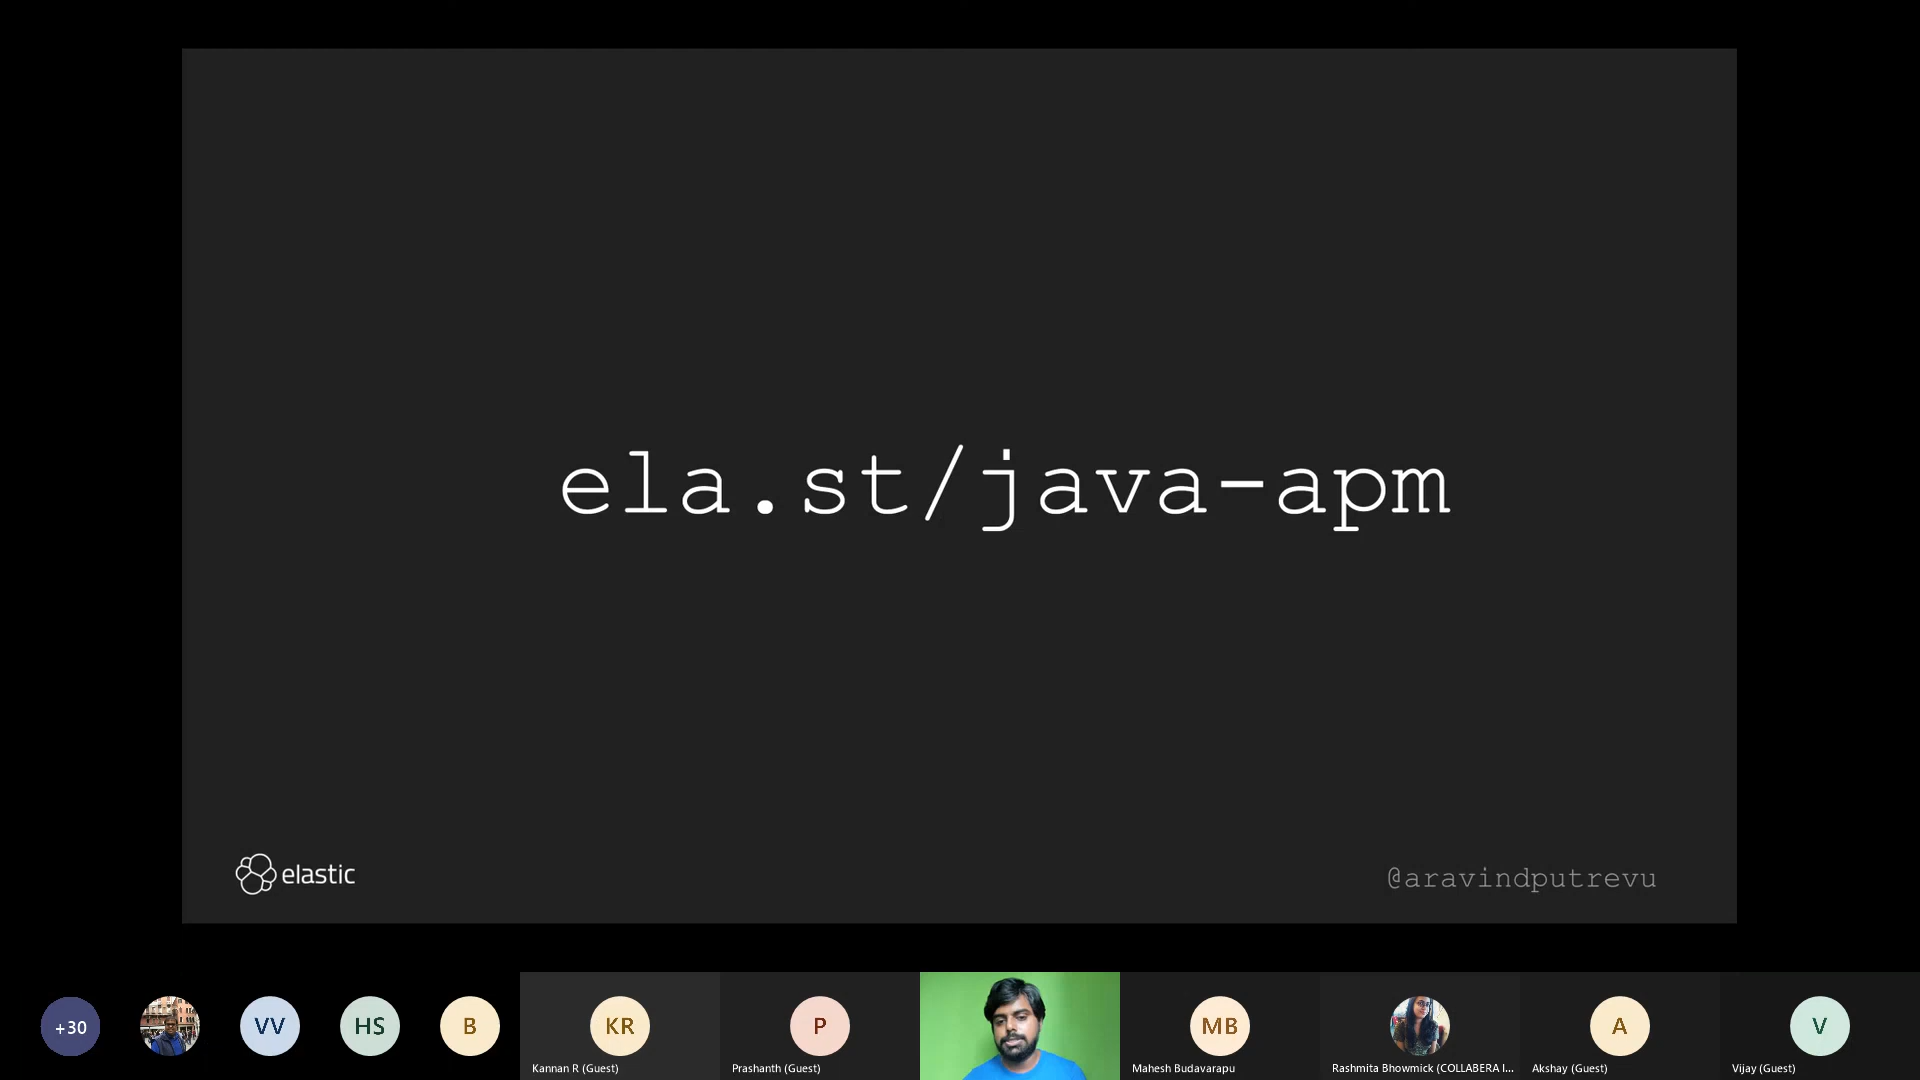 ela.st/java-apm
elastic
@aravindputrevu
+30
VV
HS
B
KR
P
MB
A
V
Kannan R (Guest)
Prashanth (Guest)
Mahesh Budavarapu
Rashmita Bhowmick (COLLABERA I...
Akshay (Guest)
Vijay (Guest)